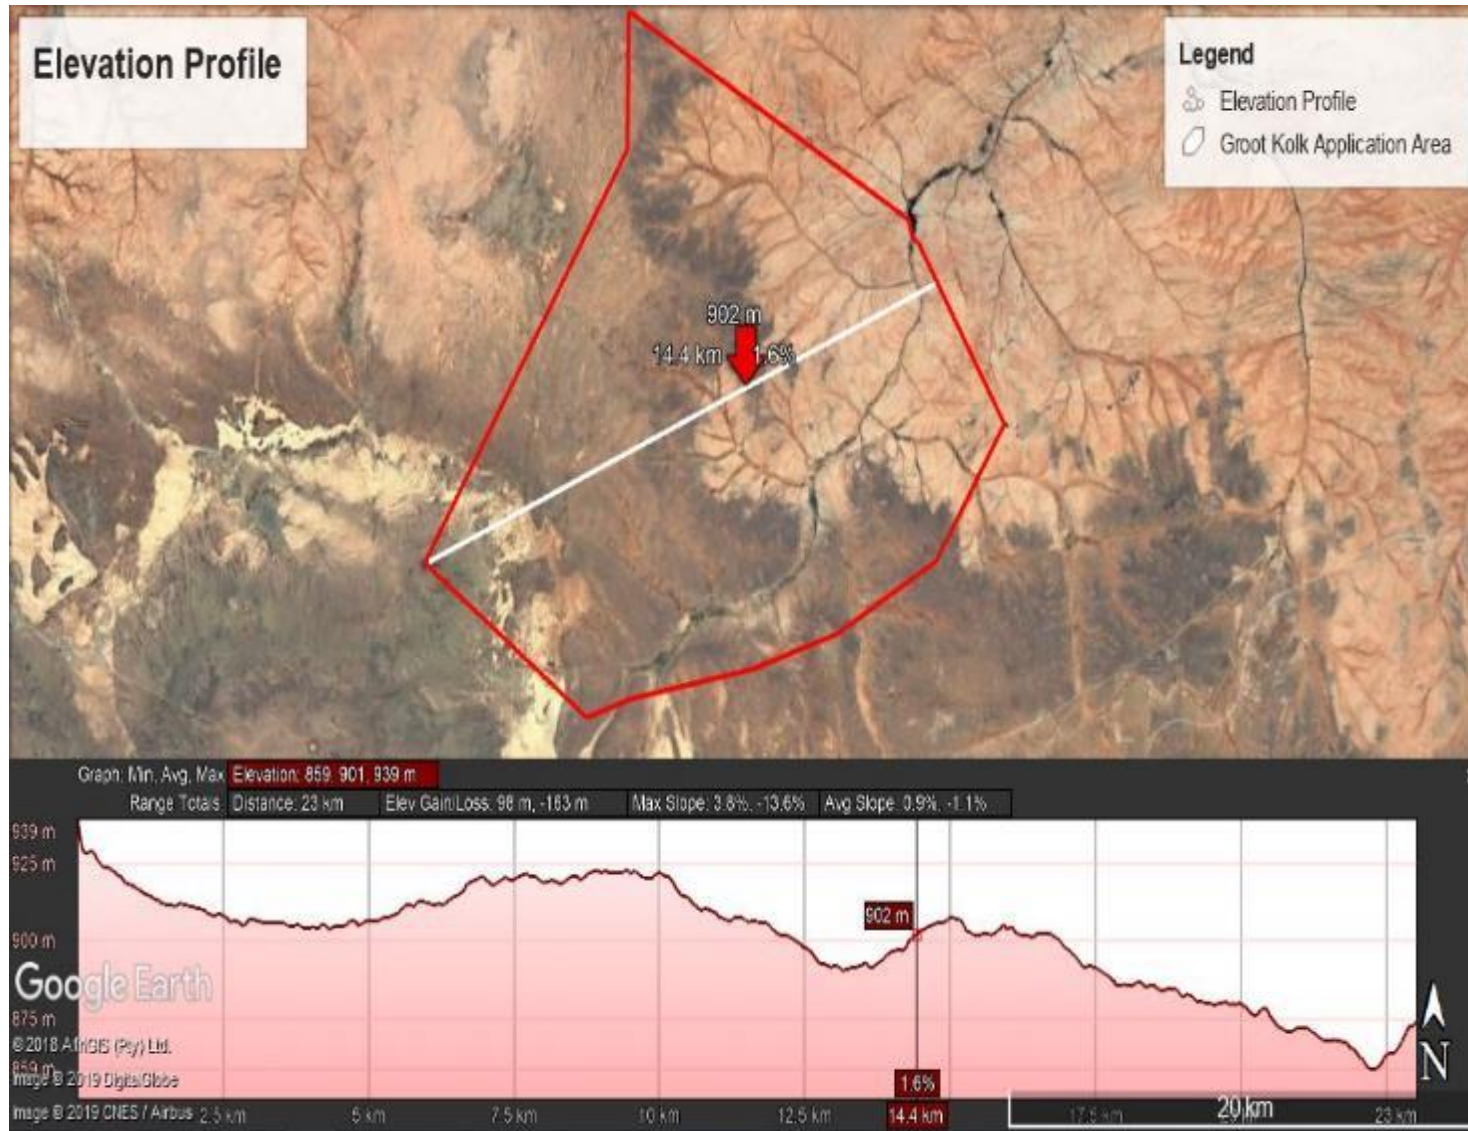 Elevation Profile
Legend
Elevation Profile
Groot Kolk Application Area
902 m
14.4 km 1.6%
Graph: Min, Avg, Max Elevation: 859, 901, 939 m
Range Totals: Distance: 23 km Elev Gain/Loss: 98 m, -163 m Max Slope: 3.8%, -13.6% Avg Slope: 0.9%, -1.1%
939 m
925 m
902 m
900 m
Google Earth
875 m
© 2018 AfriGIS (Pty) Ltd.
859 m
Image © 2019 DigitalGlobe
1.6%
Image © 2019 CNES / Airbus
2.5 km 5 km 7.5 km 10 km 12.5 km 14.4 km 17.5 km 20 km 23 km
N